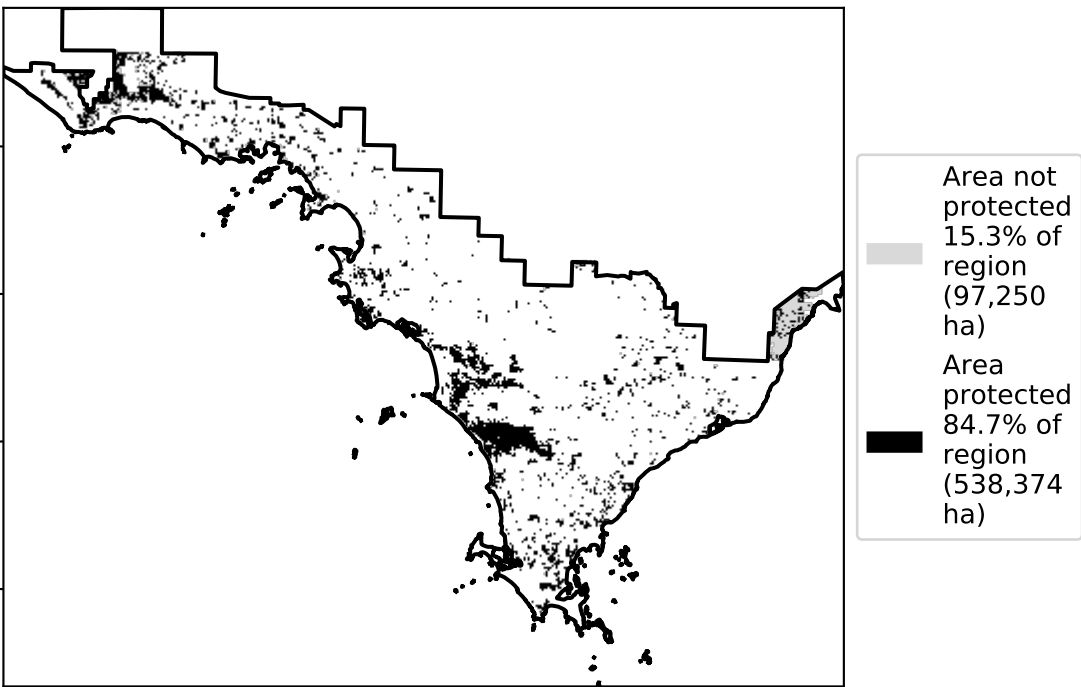 Area not
protected
15.3% of
region
(97,250
ha)
Area
protected
84.7% of
region
(538,374
ha)